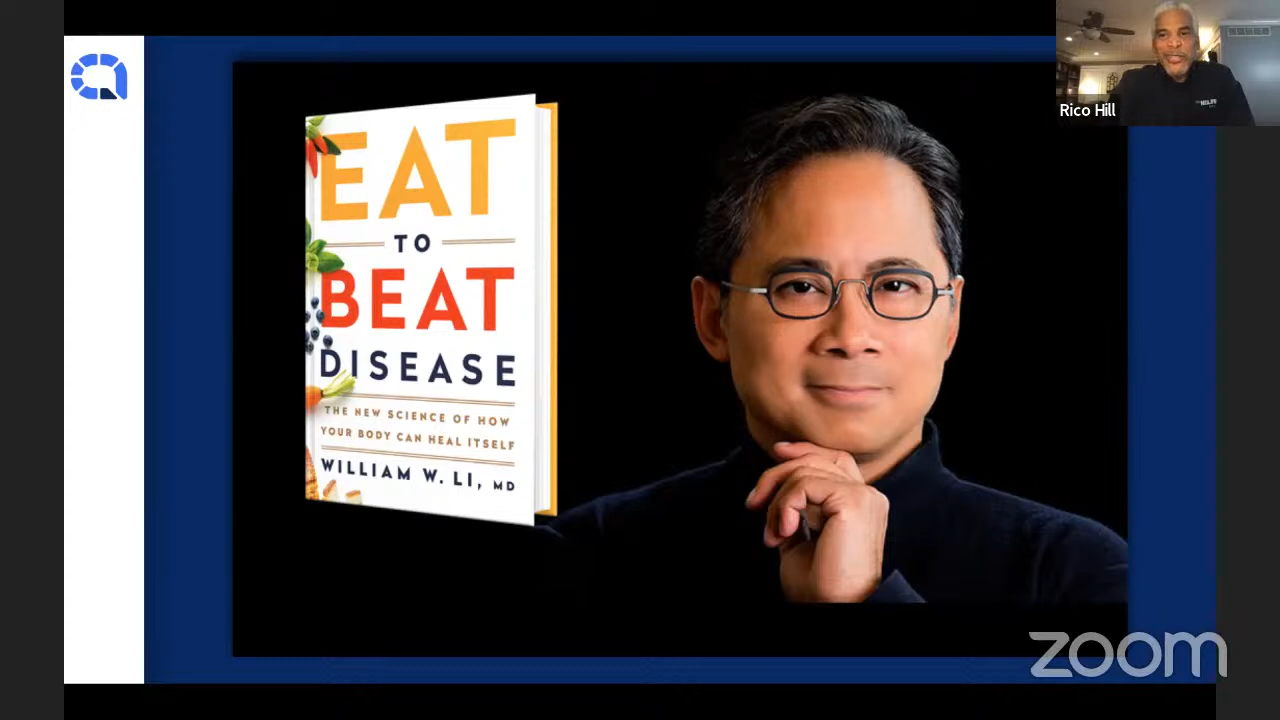 EAT
TO
BEAT
DISEASE
THE NEW SCIENCE OF HOW
YOUR BODY CAN HEAL ITSELF
WILLIAM W. LI, MD
Rico Hill
zoom